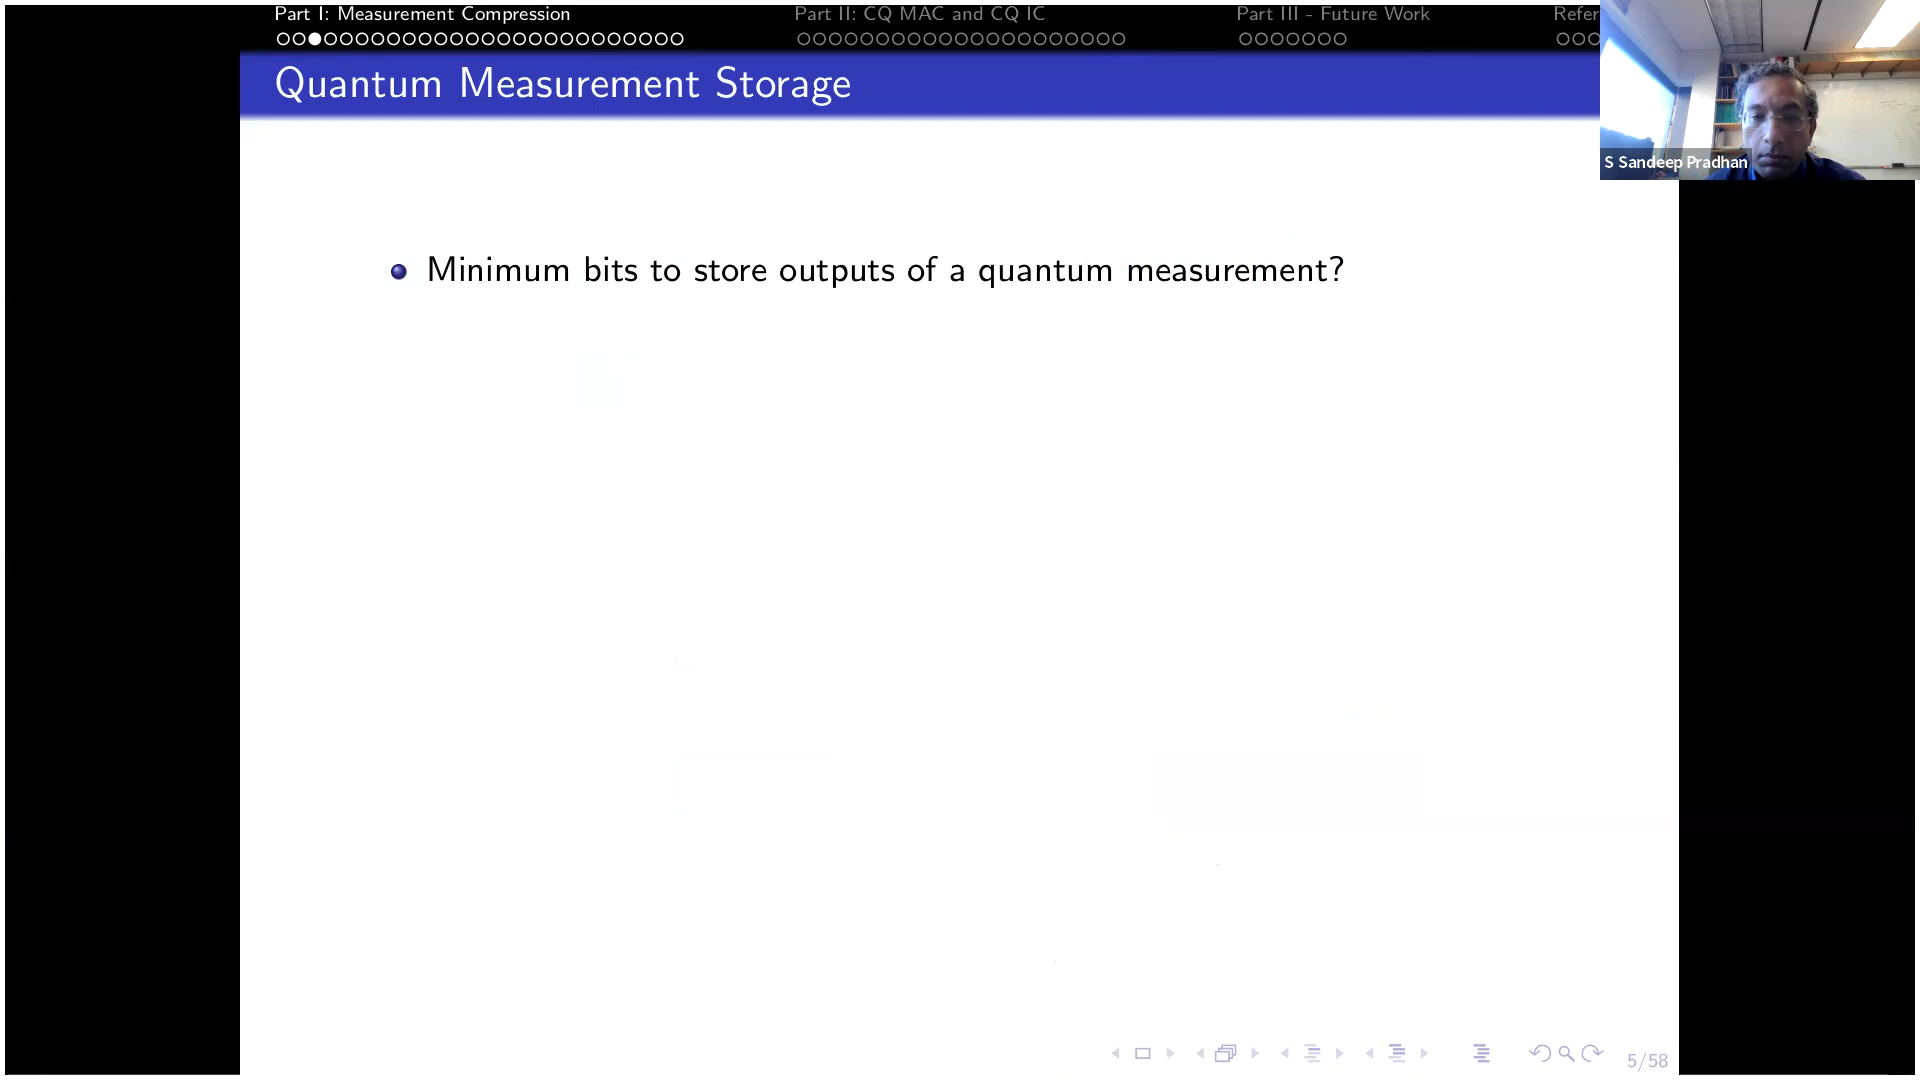 Part I: Measurement Compression
Part II: CQ MAC and CQ IC
Part III - Future Work
Refer
Quantum Measurement Storage
S Sandeep Pradhan
Minimum bits to store outputs of a quantum measurement?
5/58